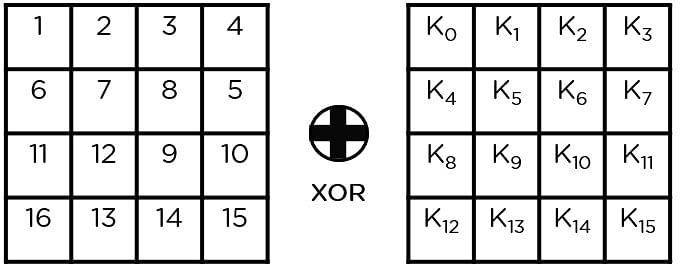 1 2 3 4 K₀ K₁ K₂ K₃
6 7 8 5 K₄ K₅ K₆ K₇
11 12 9 10 K₈ K₉ K₁₀ K₁₁
XOR
16 13 14 15 K₁₂ K₁₃ K₁₄ K₁₅